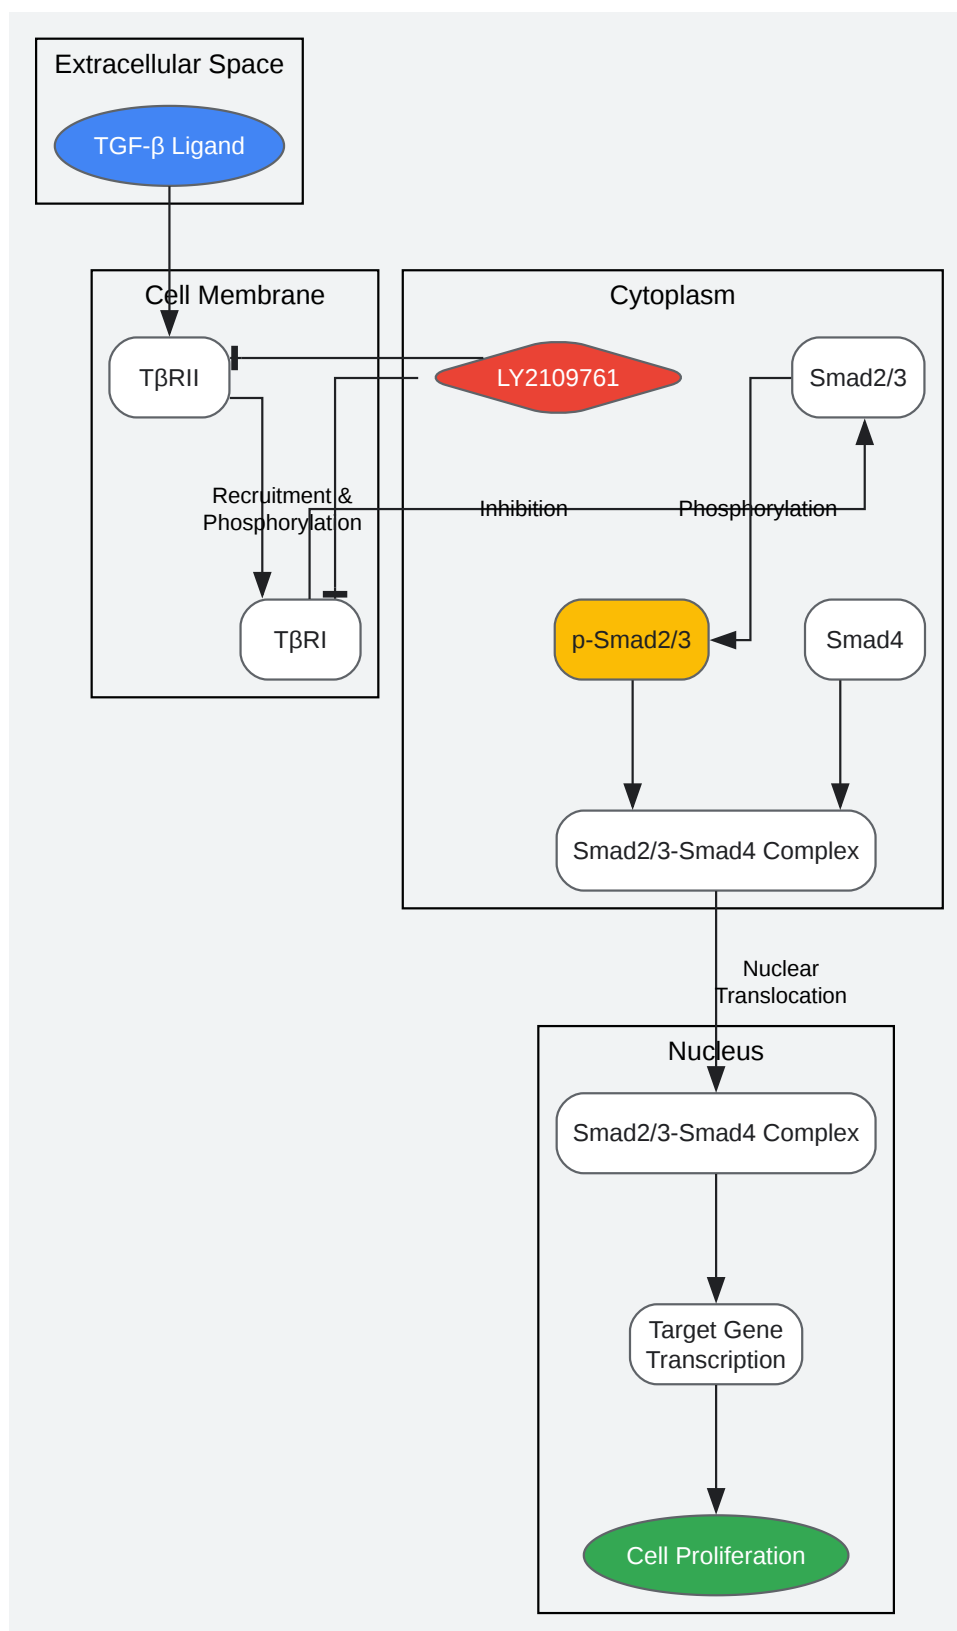 Extracellular Space
TGF-β Ligand
Cell Membrane
Cytoplasm
TβRII
LY2109761
Smad2/3
Recruitment &
Phosphorylation
Inhibition
Phosphorylation
TβRI
p-Smad2/3
Smad4
Smad2/3-Smad4 Complex
Nuclear
Translocation
Nucleus
Smad2/3-Smad4 Complex
Target Gene
Transcription
Cell Proliferation